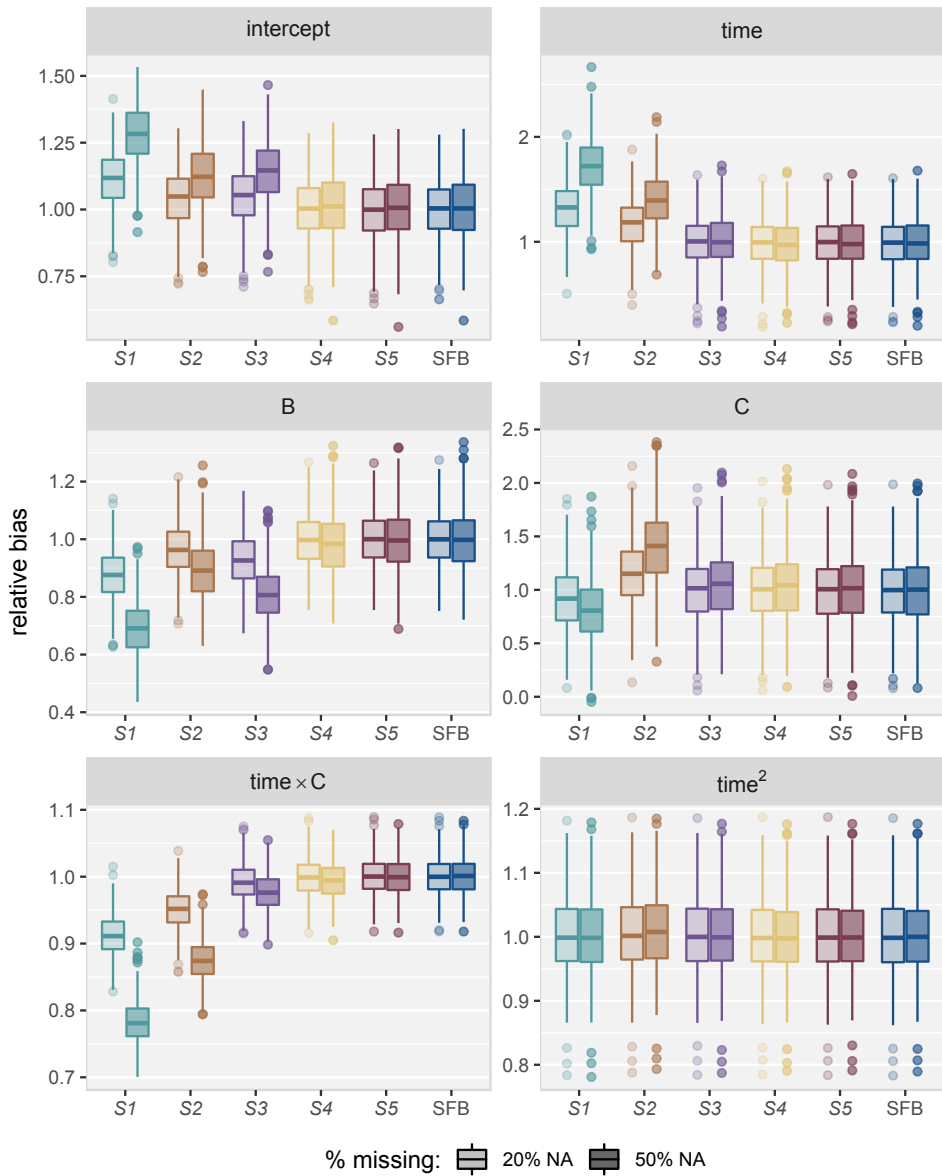 intercept
time
1.50
1.25
1.00
0.75
2
1
S1 S2 S3 S4 S5 SFB
S1 S2 S3 S4 S5 SFB
B
C
relative bias
1.2
1.0
0.8
0.6
0.4
2.5
2.0
1.5
1.0
0.5
0.0
S1 S2 S3 S4 S5 SFB
S1 S2 S3 S4 S5 SFB
time × C
time²
1.1
1.0
0.9
0.8
0.7
1.2
1.1
1.0
0.9
0.8
S1 S2 S3 S4 S5 SFB
S1 S2 S3 S4 S5 SFB
% missing: 20% NA 50% NA